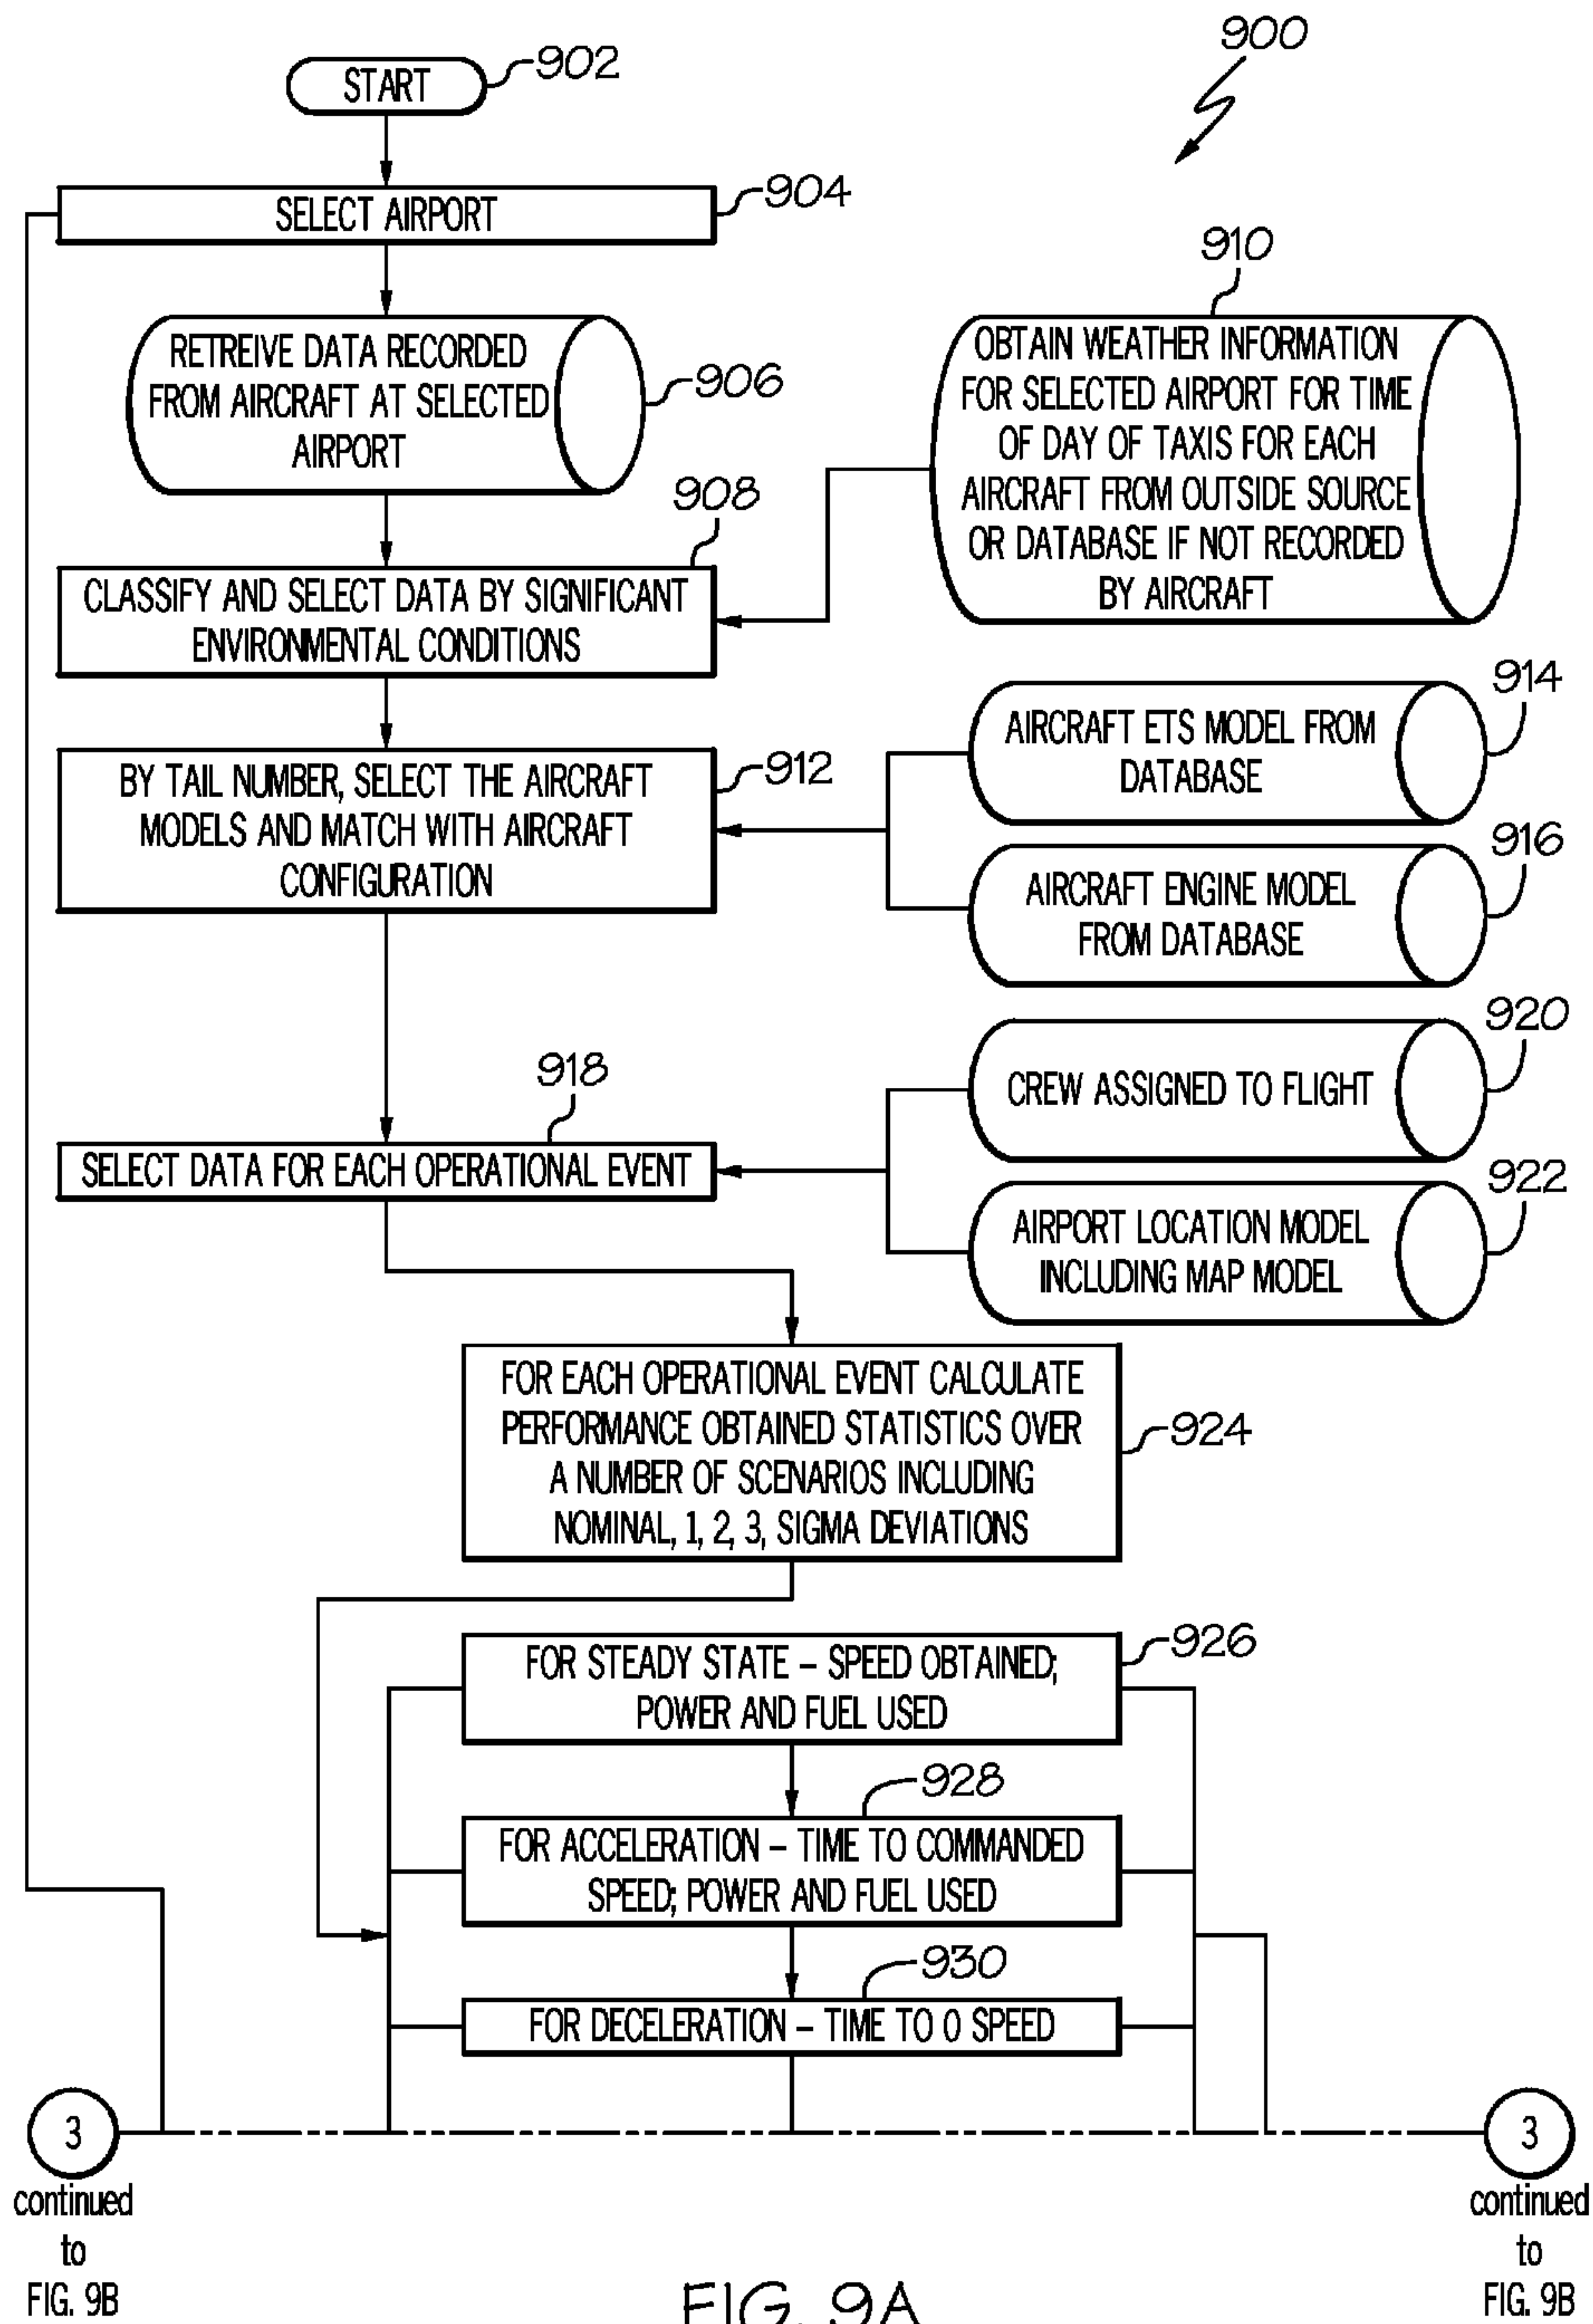 900
START
902
SELECT AIRPORT
904
RETREIVE DATA RECORDED
FROM AIRCRAFT AT SELECTED
AIRPORT
906
910
OBTAIN WEATHER INFORMATION
FOR SELECTED AIRPORT FOR TIME
OF DAY OF TAXIS FOR EACH
AIRCRAFT FROM OUTSIDE SOURCE
OR DATABASE IF NOT RECORDED
BY AIRCRAFT
908
CLASSIFY AND SELECT DATA BY SIGNIFICANT
ENVIRONMENTAL CONDITIONS
BY TAIL NUMBER, SELECT THE AIRCRAFT
MODELS AND MATCH WITH AIRCRAFT
CONFIGURATION
912
914
AIRCRAFT ETS MODEL FROM
DATABASE
916
AIRCRAFT ENGINE MODEL
FROM DATABASE
918
SELECT DATA FOR EACH OPERATIONAL EVENT
920
CREW ASSIGNED TO FLIGHT
922
AIRPORT LOCATION MODEL
INCLUDING MAP MODEL
FOR EACH OPERATIONAL EVENT CALCULATE
PERFORMANCE OBTAINED STATISTICS OVER
A NUMBER OF SCENARIOS INCLUDING
NOMINAL, 1, 2, 3, SIGMA DEVIATIONS
924
FOR STEADY STATE – SPEED OBTAINED;
POWER AND FUEL USED
926
928
FOR ACCELERATION – TIME TO COMMANDED
SPEED; POWER AND FUEL USED
930
FOR DECELERATION – TIME TO 0 SPEED
3
continued
to
FIG. 9B
3
continued
to
FIG. 9B
FIG. 9A